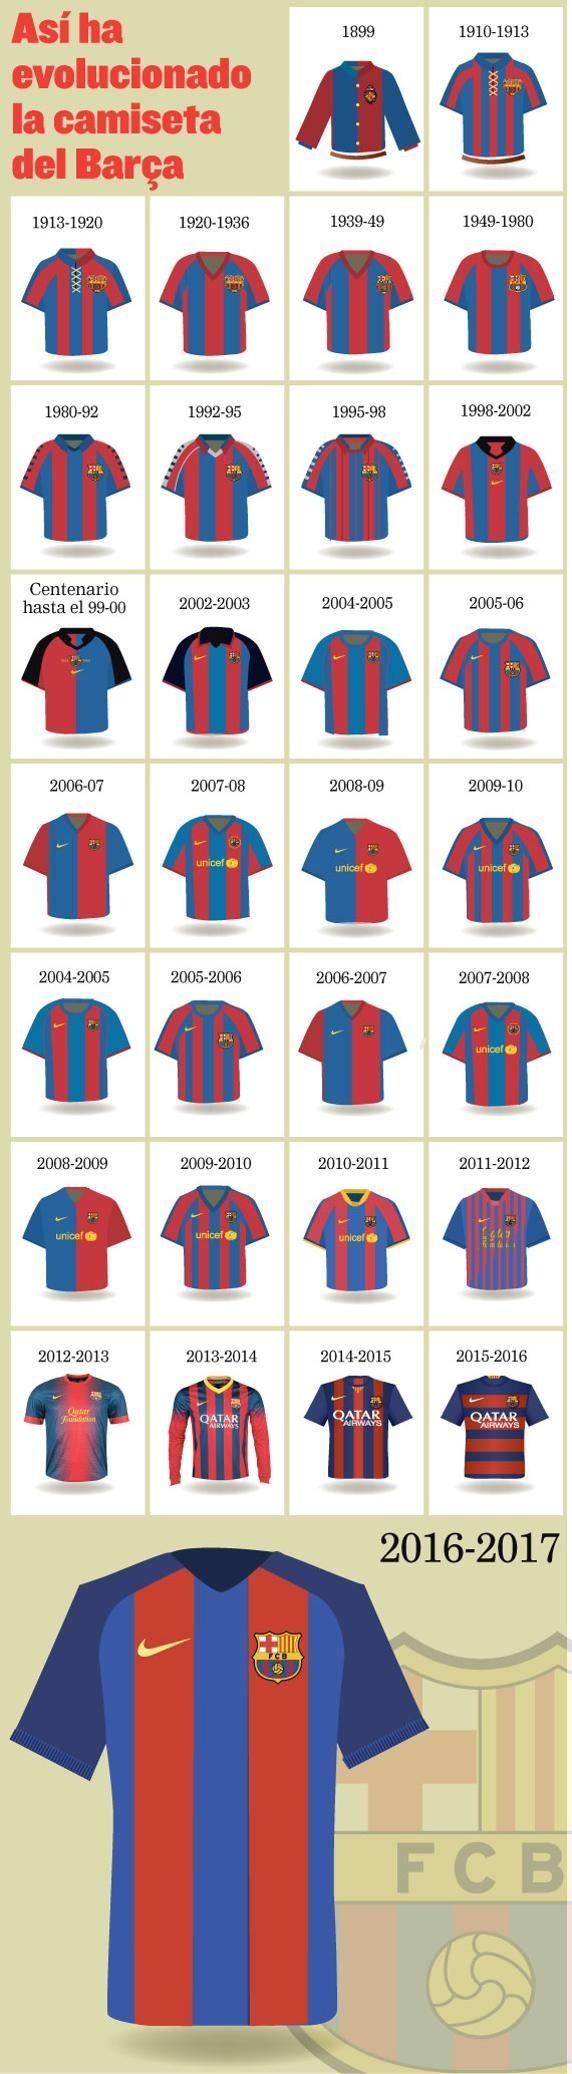 Así ha
evolucionado
la camiseta
del Barça
1899
1910-1913
1913-1920
1920-1936
1939-49
1949-1980
1980-92
1992-95
1995-98
1998-2002
Centenario
hasta el 99-00
2002-2003
2004-2005
2005-06
2006-07
2007-08
2008-09
2009-10
unicef
unicef
unicef
2004-2005
2005-2006
2006-2007
2007-2008
unicef
2008-2009
2009-2010
2010-2011
2011-2012
unicef
unicef
unicef
2012-2013
2013-2014
2014-2015
2015-2016
Qatar
Foundation
QATAR
AIRWAYS
QATAR
AIRWAYS
QATAR
AIRWAYS
2016-2017
FCB
FCB